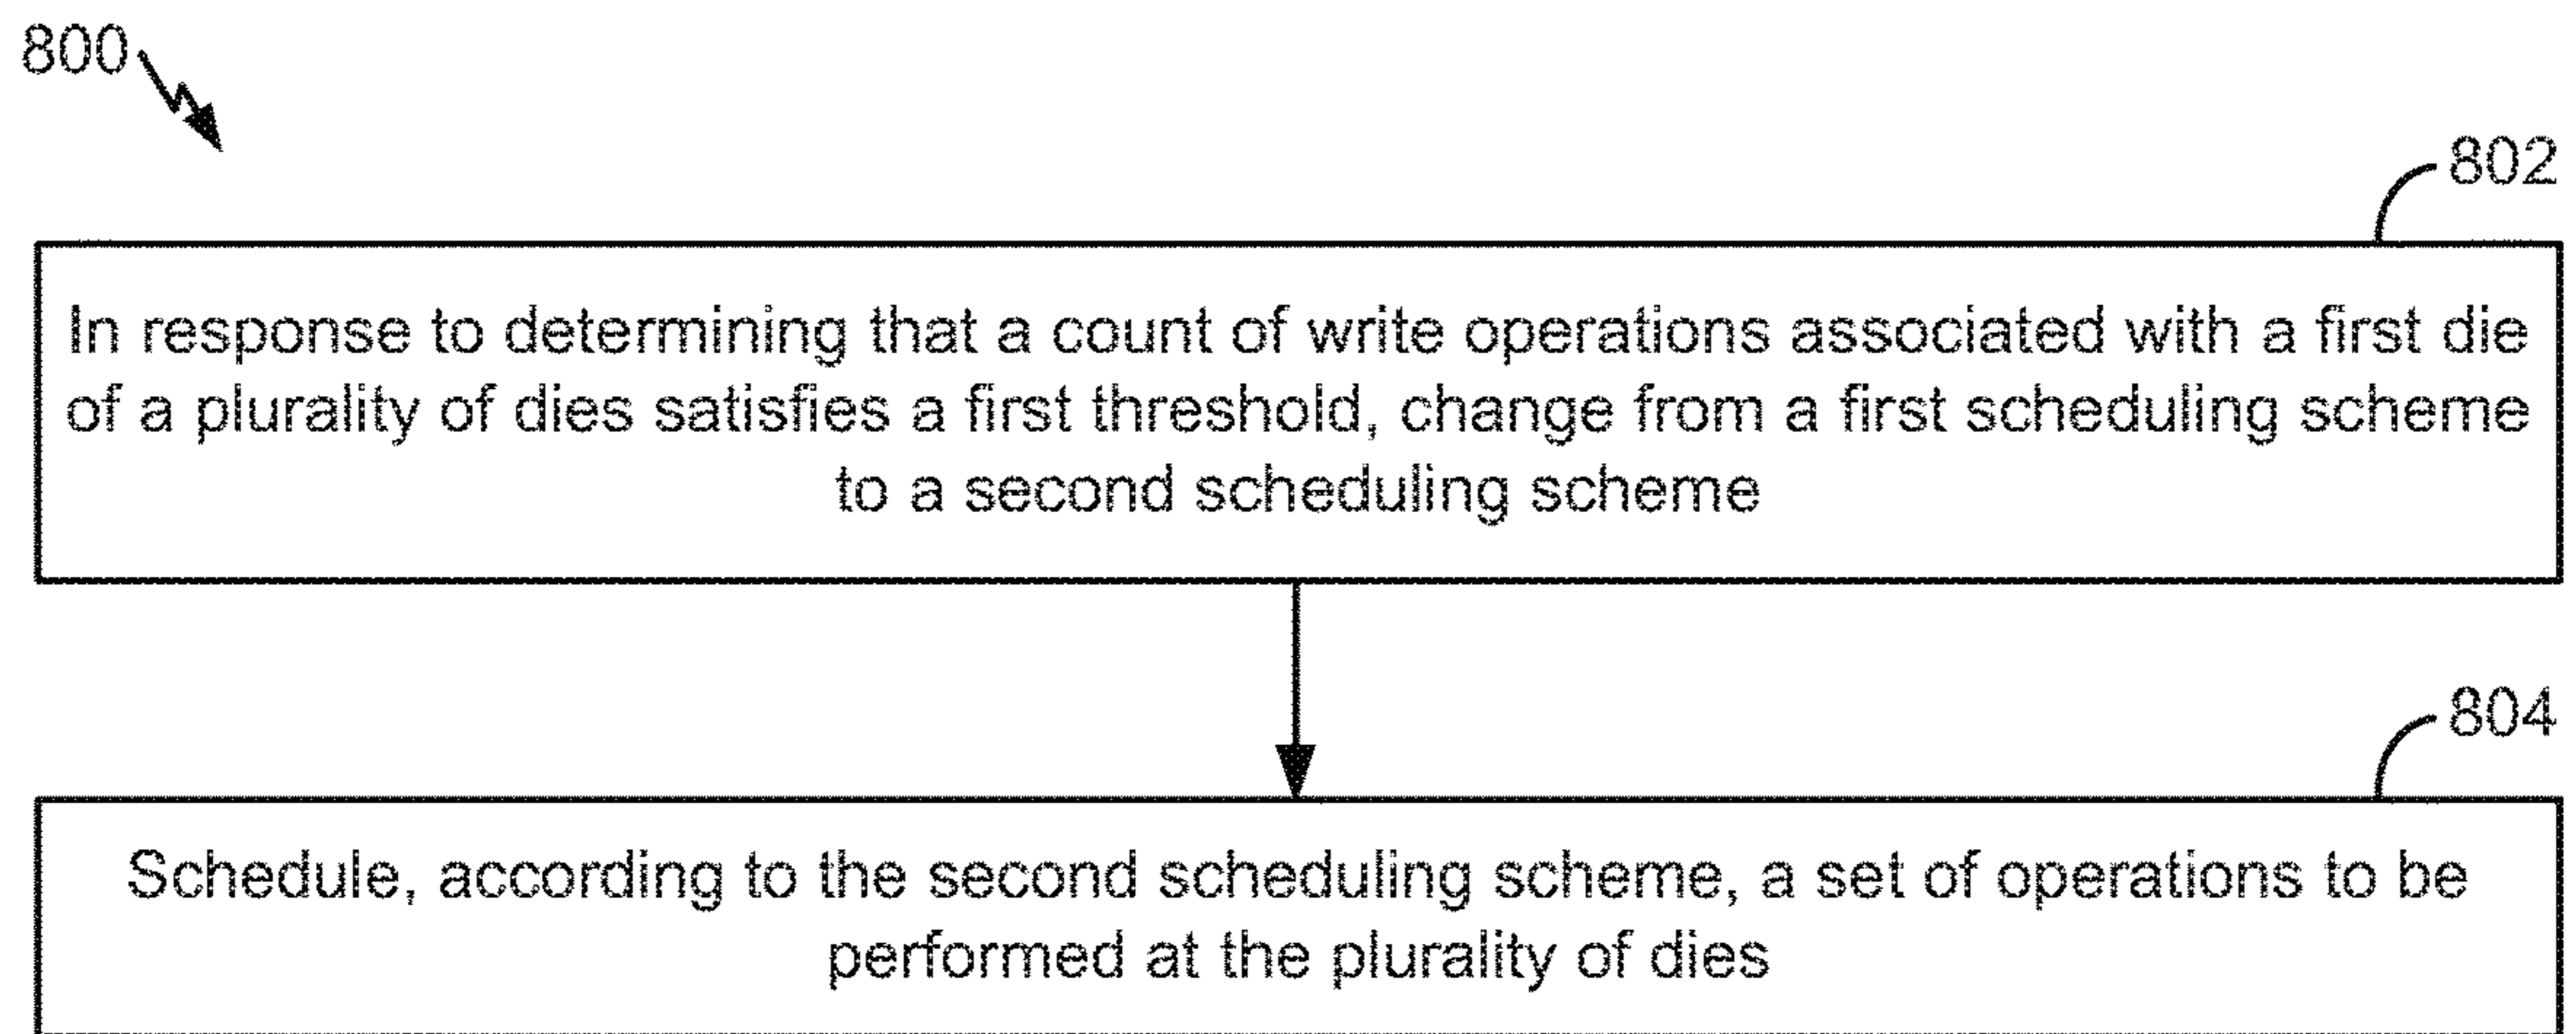 800
802
In response to determining that a count of write operations associated with a first die
of a plurality of dies satisfies a first threshold, change from a first scheduling scheme
to a second scheduling scheme
804
Schedule, according to the second scheduling scheme, a set of operations to be
performed at the plurality of dies